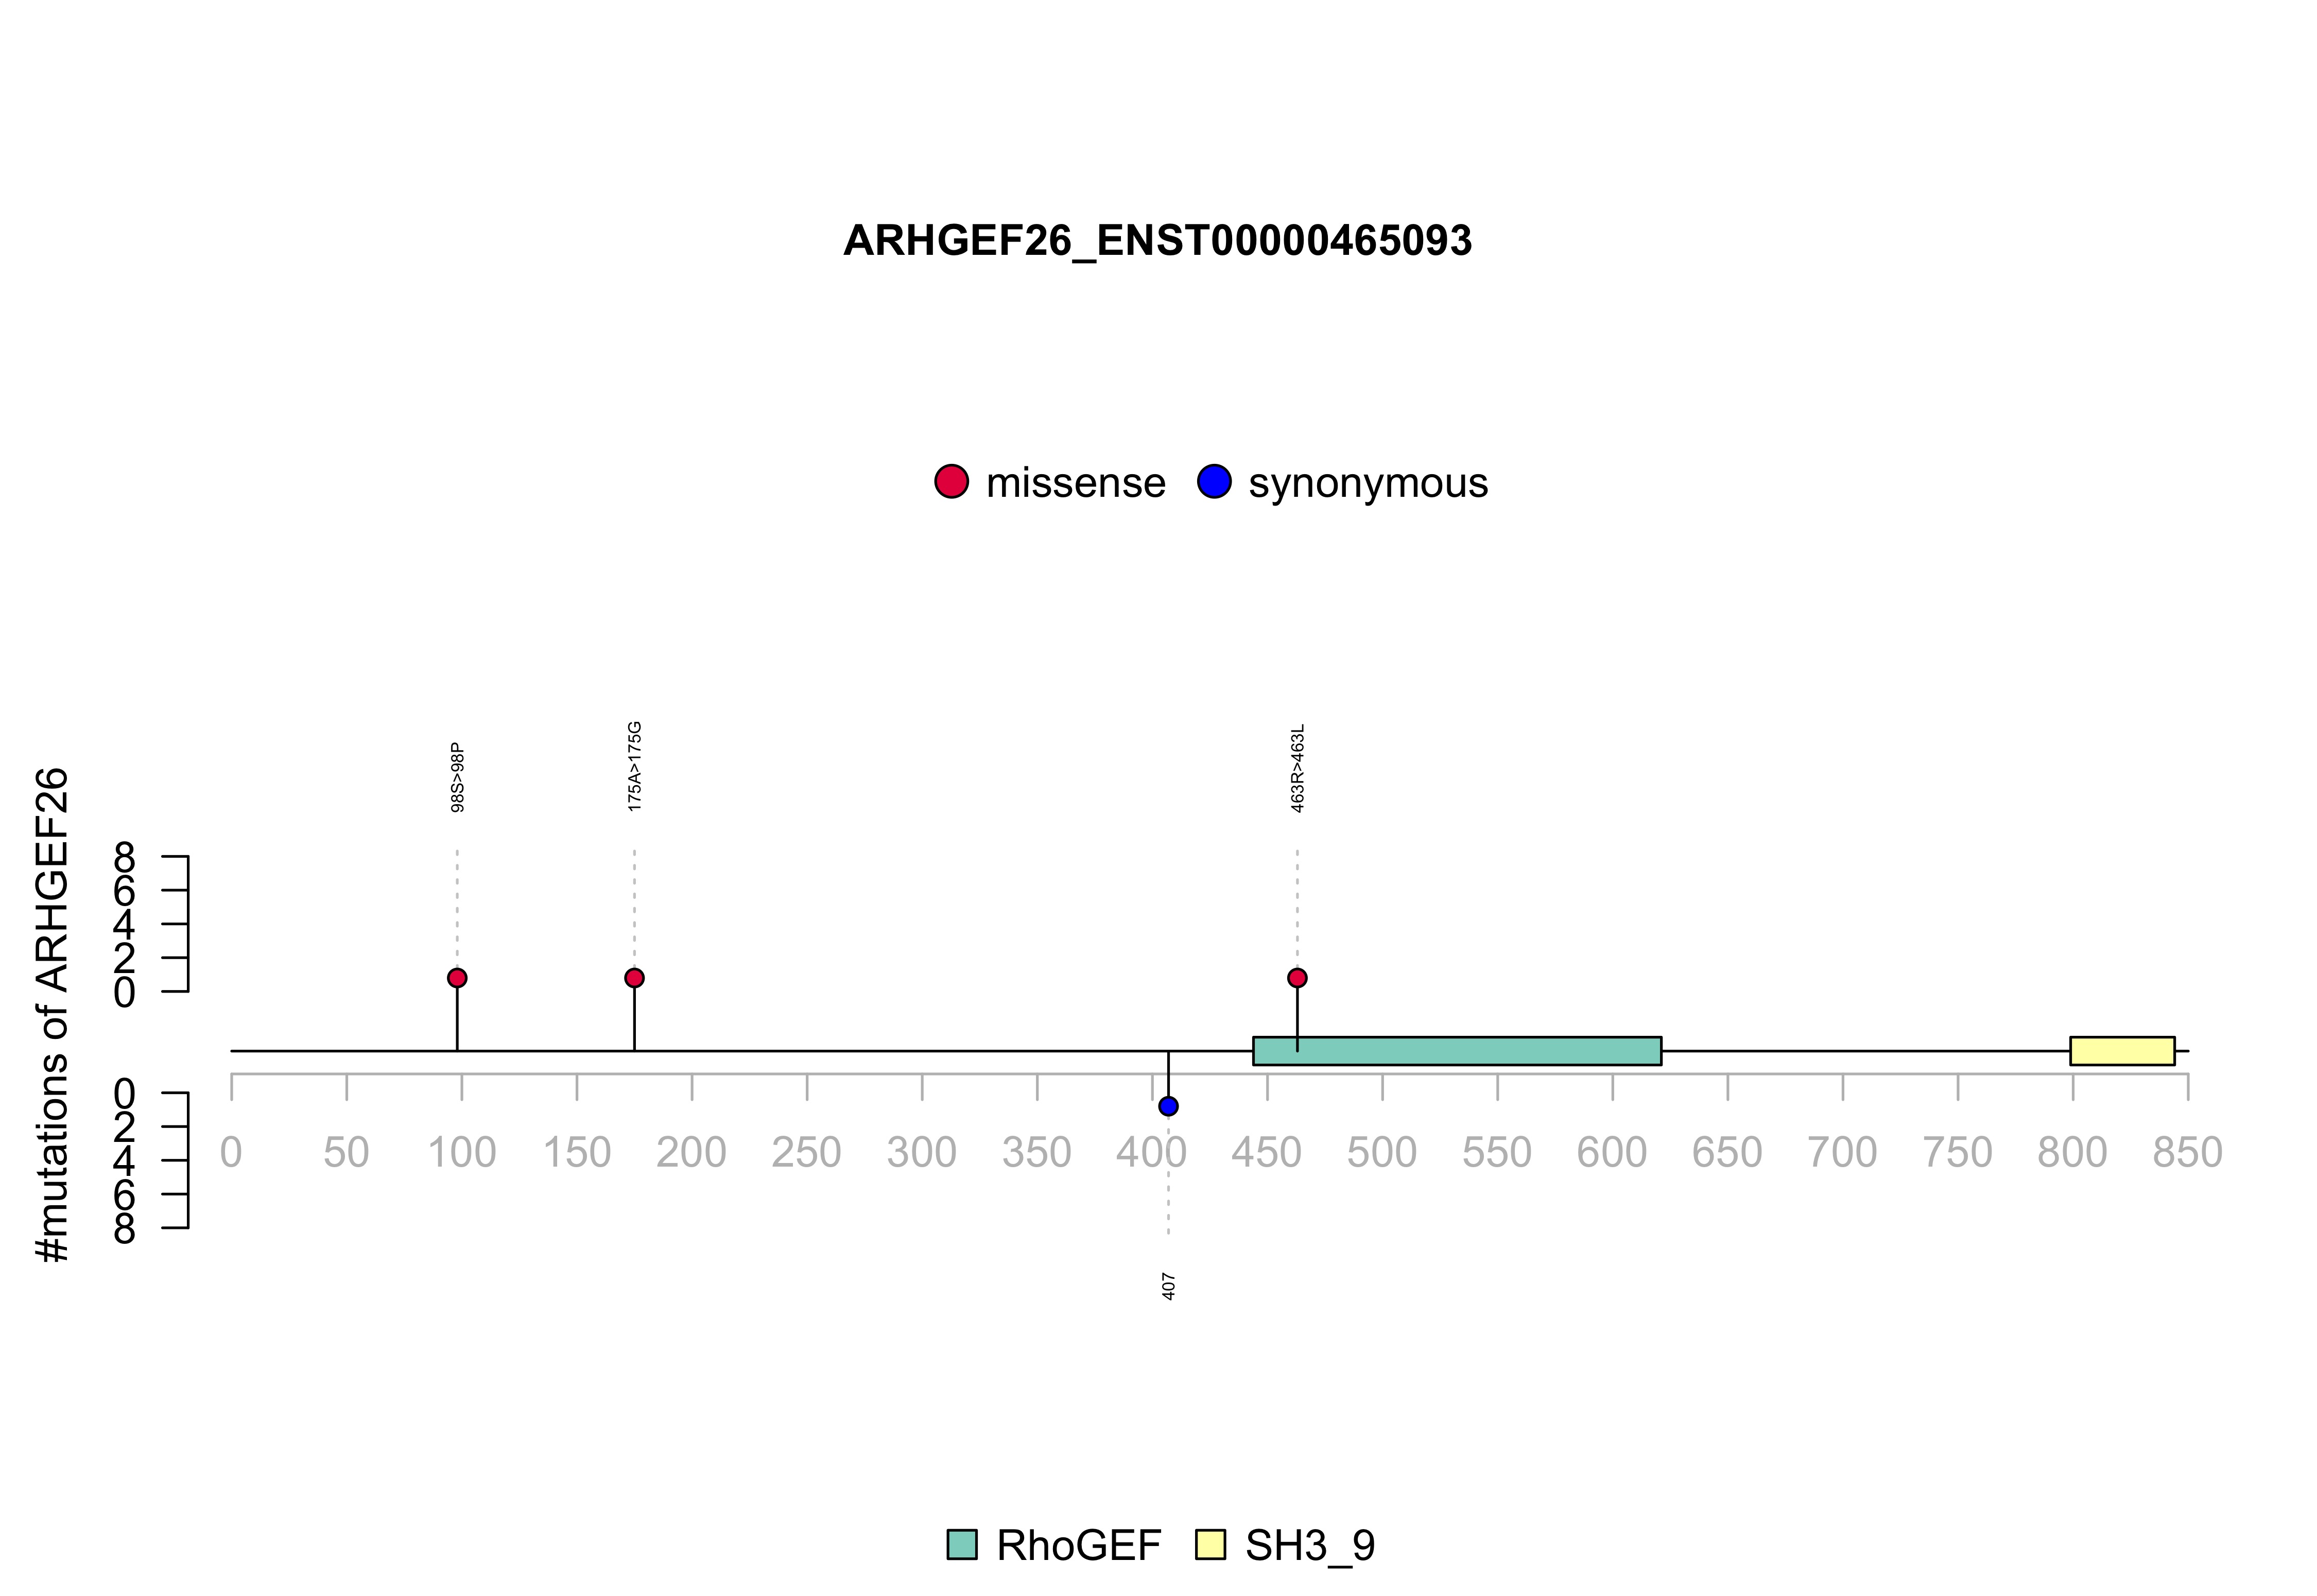 ARHGEF26_ENST00000465093
missense synonymous
98S>98P
175A>175G
463R>463L
#mutations of ARHGEF26
8
6
4
2
0
0
2
4
6
8
0 50 100 150 200 250 300 350 400 450 500 550 600 650 700 750 800 850
407
RhoGEF SH3_9